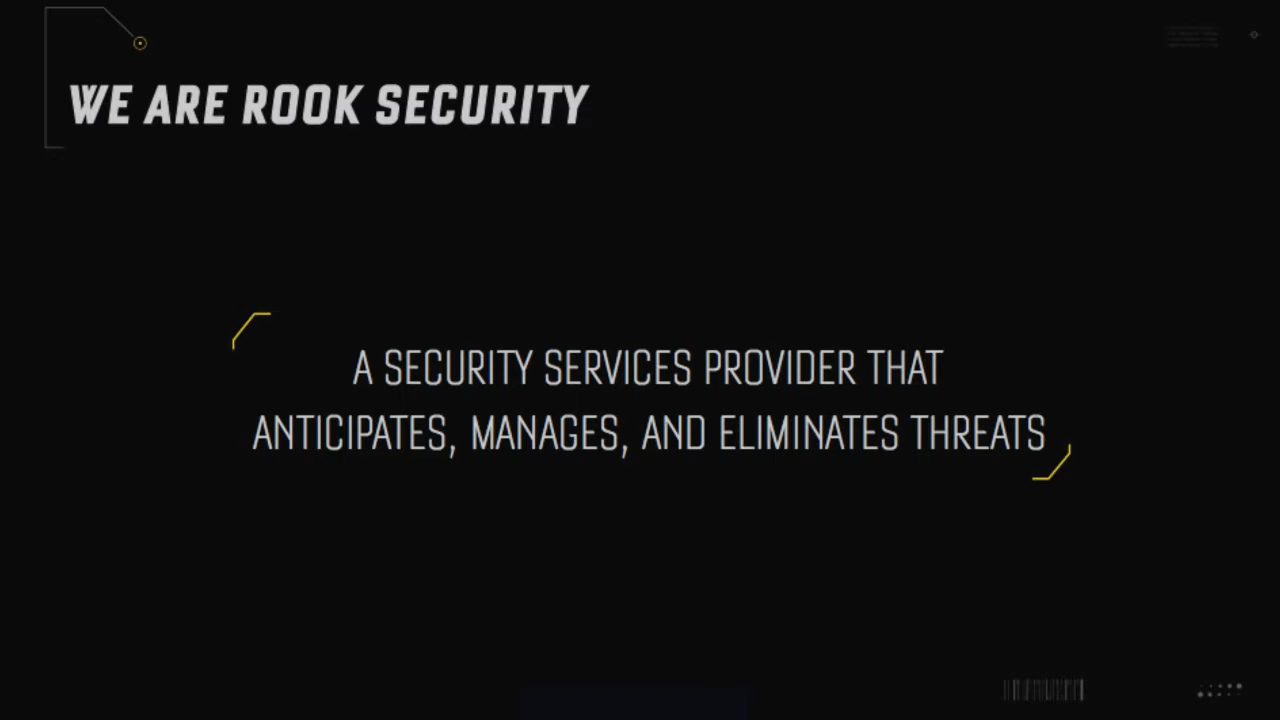 WE ARE ROOK SECURITY
A SECURITY SERVICES PROVIDER THAT
ANTICIPATES, MANAGES, AND ELIMINATES THREATS